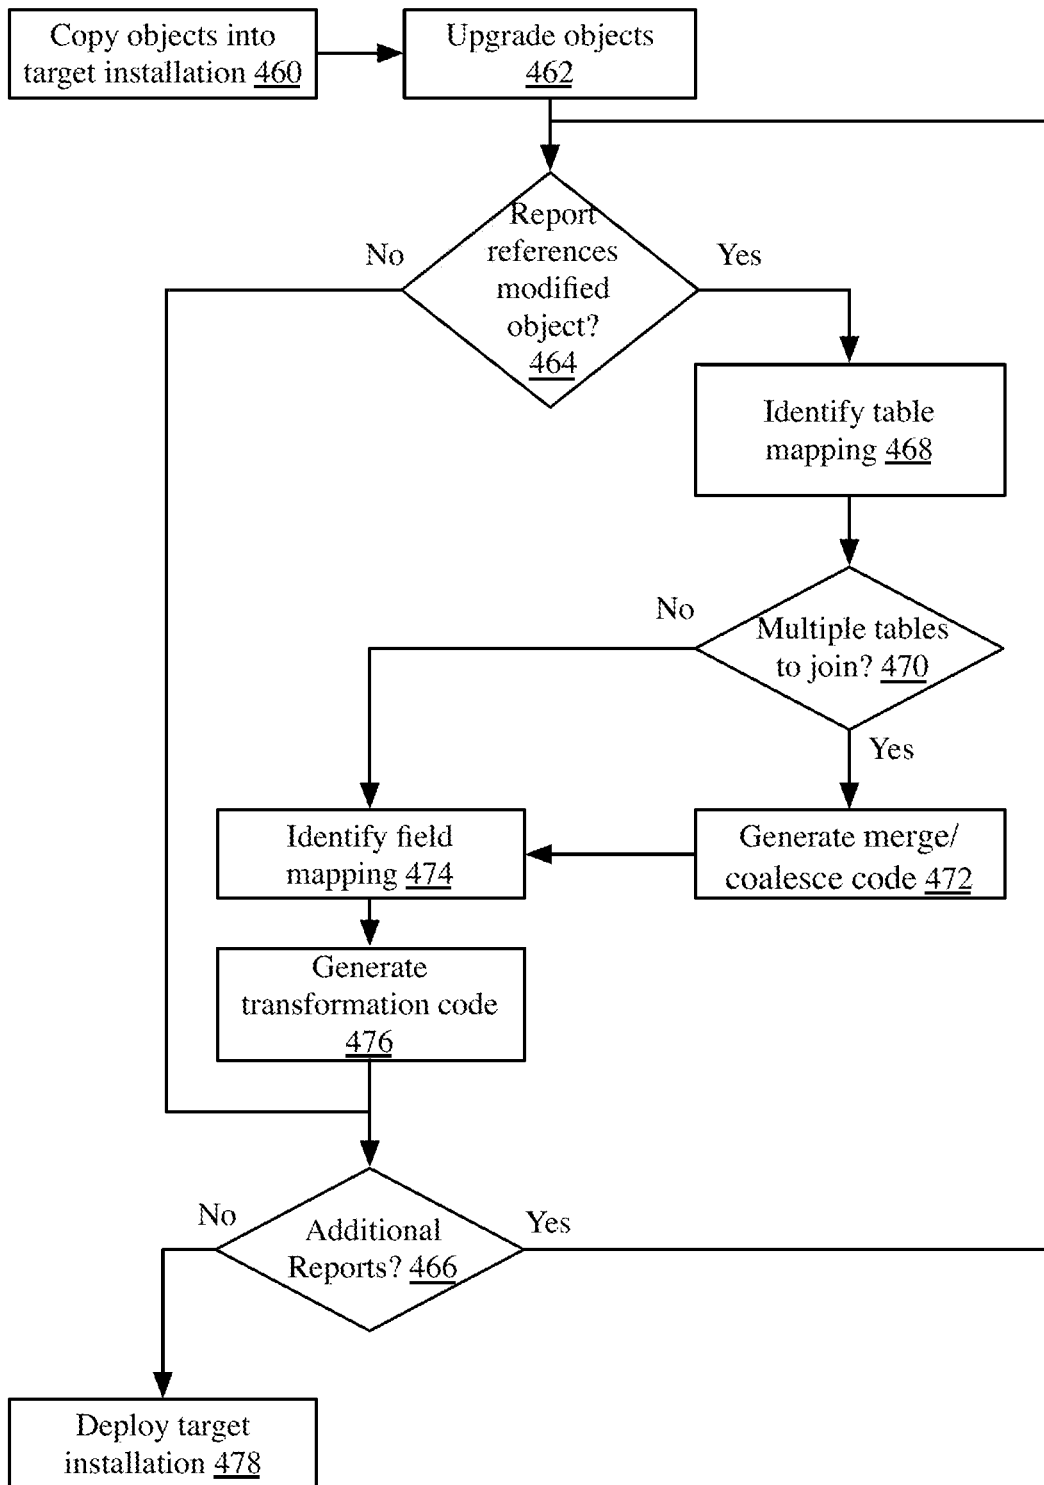 Copy objects into
target installation 460
Upgrade objects
462
Report
references
modified
object?
464
No
Yes
Identify table
mapping 468
No
Multiple tables
to join? 470
Yes
Identify field
mapping 474
Generate merge/
coalesce code 472
Generate
transformation code
476
No
Yes
Additional
Reports? 466
Deploy target
installation 478